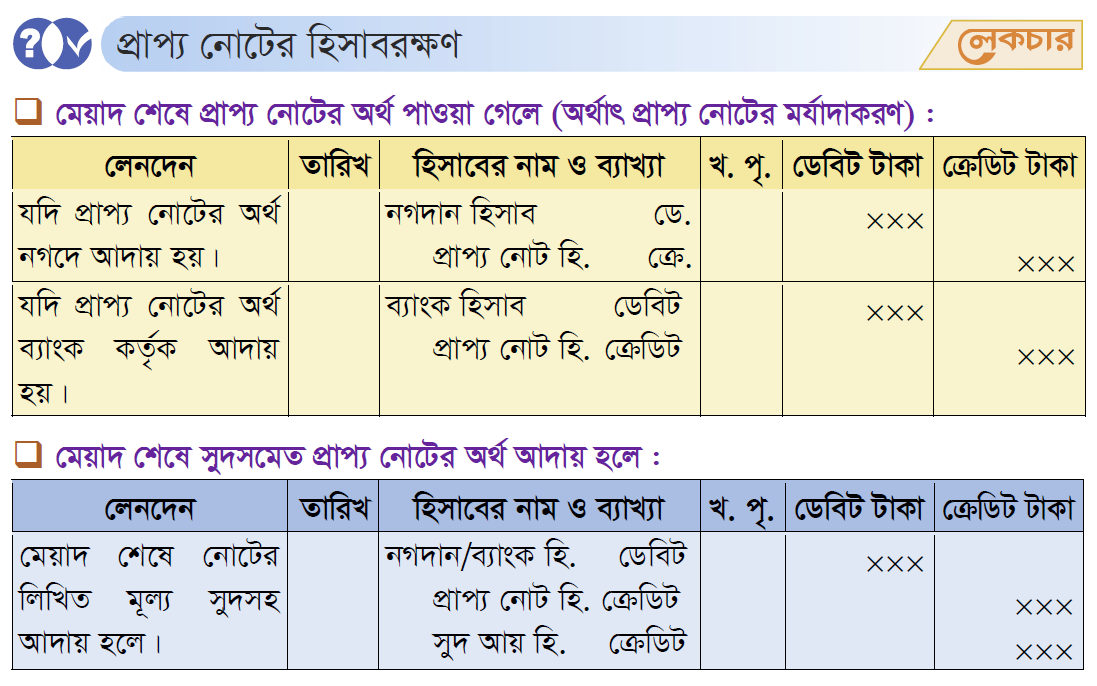 প্রাপ্য নোটের হিসাবরক্ষণ
লেকচার
মেয়াদ শেষে প্রাপ্য নোটের অর্থ পাওয়া গেলে (অর্থাৎ প্রাপ্য নোটের মর্যাদাকরণ) :
লেনদেন তারিখ হিসাবের নাম ও ব্যাখ্যা খ. পৃ. ডেবিট টাকা ক্রেডিট টাকা
যদি প্রাপ্য নোটের অর্থ নগদান হিসাব ডে. ×××
নগদে আদায় হয়। প্রাপ্য নোট হি. ক্রে. ×××
যদি প্রাপ্য নোটের অর্থ ব্যাংক হিসাব ডেবিট ×××
ব্যাংক কর্তৃক আদায় প্রাপ্য নোট হি. ক্রেডিট ×××
হয়।
মেয়াদ শেষে সুদসমেত প্রাপ্য নোটের অর্থ আদায় হলে :
লেনদেন তারিখ হিসাবের নাম ও ব্যাখ্যা খ. পৃ. ডেবিট টাকা ক্রেডিট টাকা
মেয়াদ শেষে নোটের নগদান/ব্যাংক হি. ডেবিট ×××
লিখিত মূল্য সুদসহ প্রাপ্য নোট হি. ক্রেডিট ×××
আদায় হলে। সুদ আয় হি. ক্রেডিট ×××